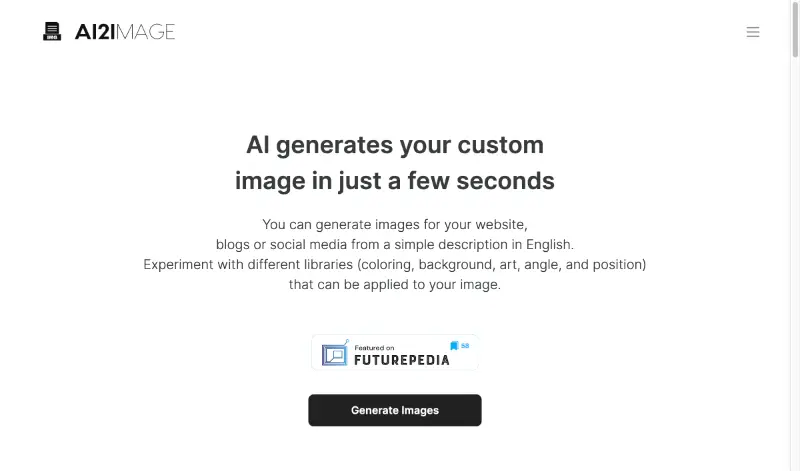 AI2IMAGE
AI generates your custom
image in just a few seconds
You can generate images for your website,
blogs or social media from a simple description in English.
Experiment with different libraries (coloring, background, art, angle, and position)
that can be applied to your image.
Featured on
58
FUTUREPEDIA
Generate Images